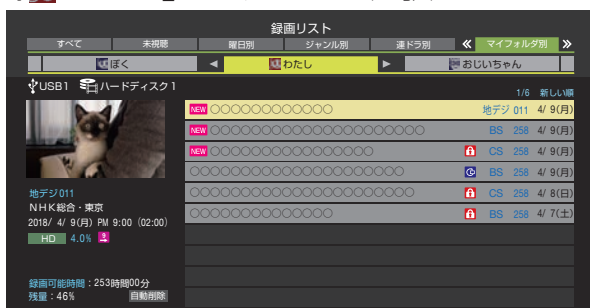 録画リスト
すべて 未視聴 曜日別 ジャンル別 連ドラ別 マイフォルダ別
ぼく ◀ わたし ▶ おじいちゃん
USB1 ハードディスク1
1/6 新しい順
NEW 〇〇〇〇〇〇〇〇〇〇〇〇 地デジ 011 4/ 9(月)
NEW 〇〇〇〇〇〇〇〇〇〇〇〇〇〇〇〇〇〇〇〇〇 BS 258 4/ 9(月)
NEW 〇〇〇〇〇〇〇〇〇〇〇〇〇〇〇〇 CS 258 4/ 9(月)
〇〇〇〇〇〇〇〇〇〇〇〇〇〇〇〇〇〇〇〇〇 BS 258 4/ 9(月)
〇〇〇〇〇〇〇〇〇〇〇〇〇〇〇〇〇〇〇〇〇〇 CS 258 4/ 8(日)
〇〇〇〇〇〇〇〇〇〇〇〇〇〇 BS 258 4/ 7(土)
地デジ011
NHK総合・東京
2018/ 4/ 9(月) PM 9:00 (02:00)
HD 4.0%
録画可能時間:253時間00分
残量:46% 自動削除